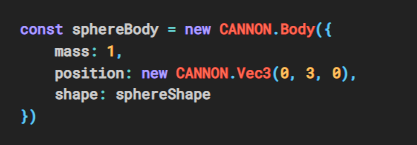 const sphereBody = new CANNON.Body({
    mass: 1,
    position: new CANNON.Vec3(0, 3, 0),
    shape: sphereShape
})